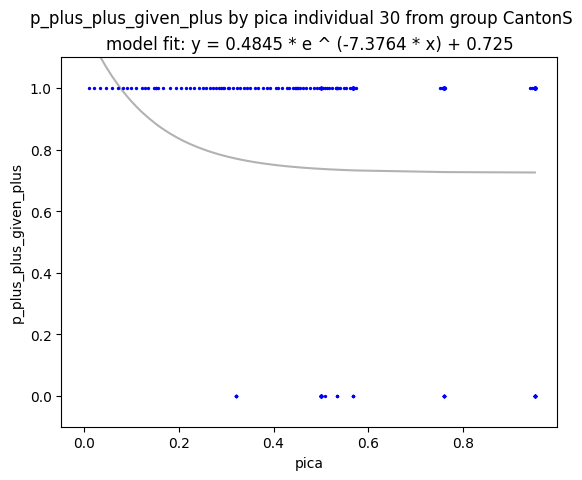 p_plus_plus_given_plus by pica individual 30 from group CantonS
model fit: y = 0.4845 * e ^ (-7.3764 * x) + 0.725
1.0
0.8
0.6
0.4
0.2
0.0
p_plus_plus_given_plus
0.0 0.2 0.4 0.6 0.8
pica